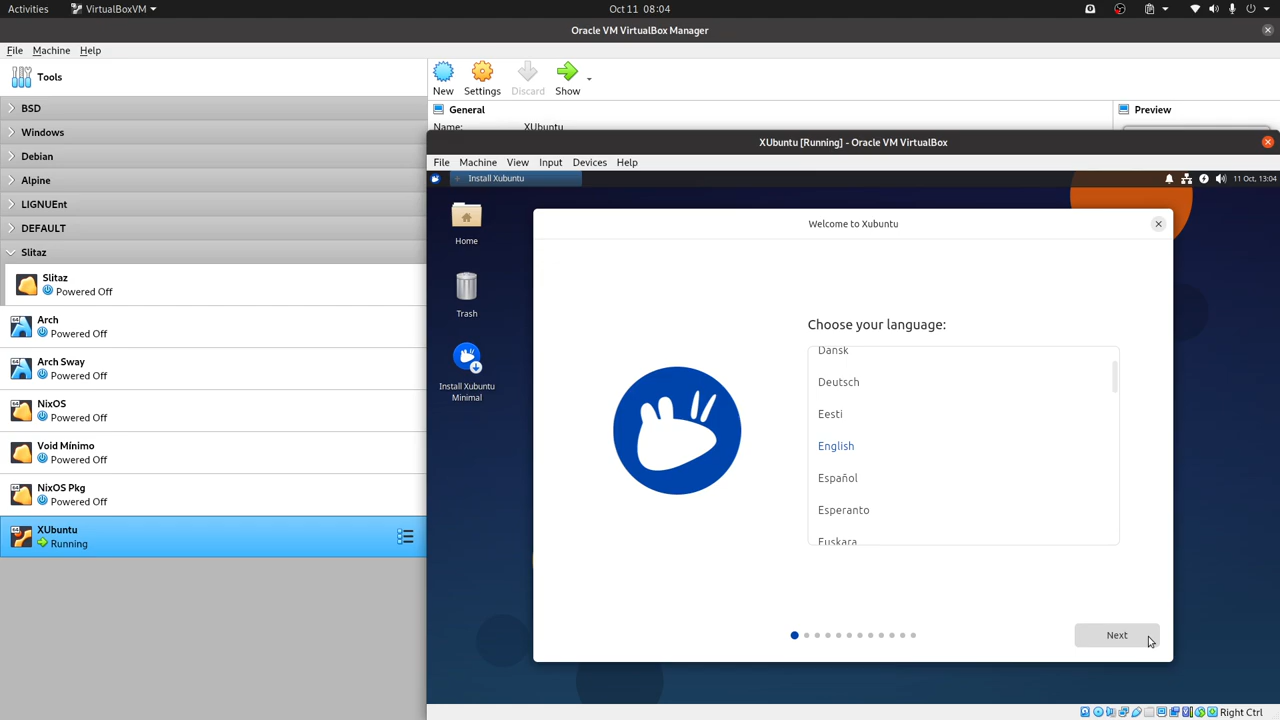 Activities
VirtualBoxVM
Oct 11 08:04
Oracle VM VirtualBox Manager
File Machine Help
Tools
New Settings Discard Show
BSD
Windows
Debian
Alpine
LIGNUEnt
DEFAULT
Slitaz
Slitaz
Powered Off
Arch
Powered Off
Arch Sway
Powered Off
NixOS
Powered Off
Void Mínimo
Powered Off
NixOS Pkg
Powered Off
XUbuntu
Running
General
Name: XUbuntu
Preview
XUbuntu [Running] - Oracle VM VirtualBox
File Machine View Input Devices Help
Install Xubuntu
11 Oct, 13:04
Home
Trash
Install Xubuntu
Minimal
Welcome to Xubuntu
Choose your language:
Dansk
Deutsch
Eesti
English
Español
Esperanto
Euskara
Next
Right Ctrl